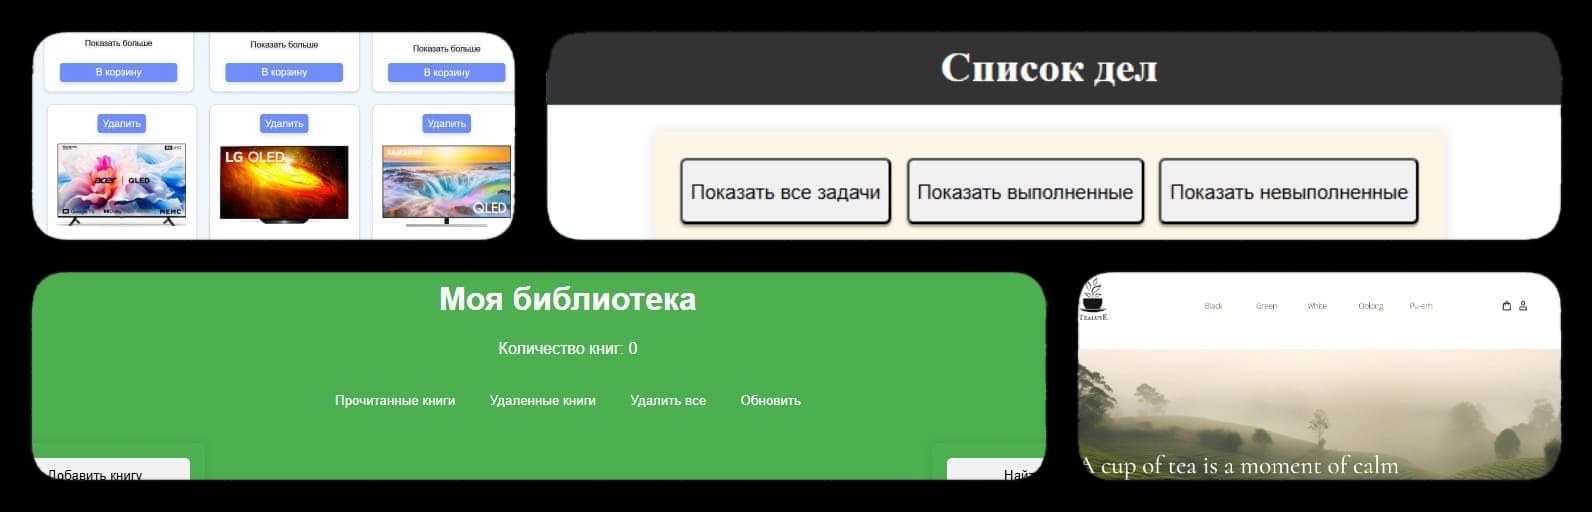 Показать больше
Показать больше
Показать больше
В корзину
В корзину
В корзину
Удалить
Удалить
Удалить
acer | QLED
MEMC
LG OLED
SAMSUNG
QLED
Список дел
Показать все задачи
Показать выполненные
Показать невыполненные
Моя библиотека
Количество книг: 0
Прочитанные книги
Удаленные книги
Удалить все
Обновить
Добавить книгу
Black
Green
White
Oolong
Pu-erh
A cup of tea is a moment of calm